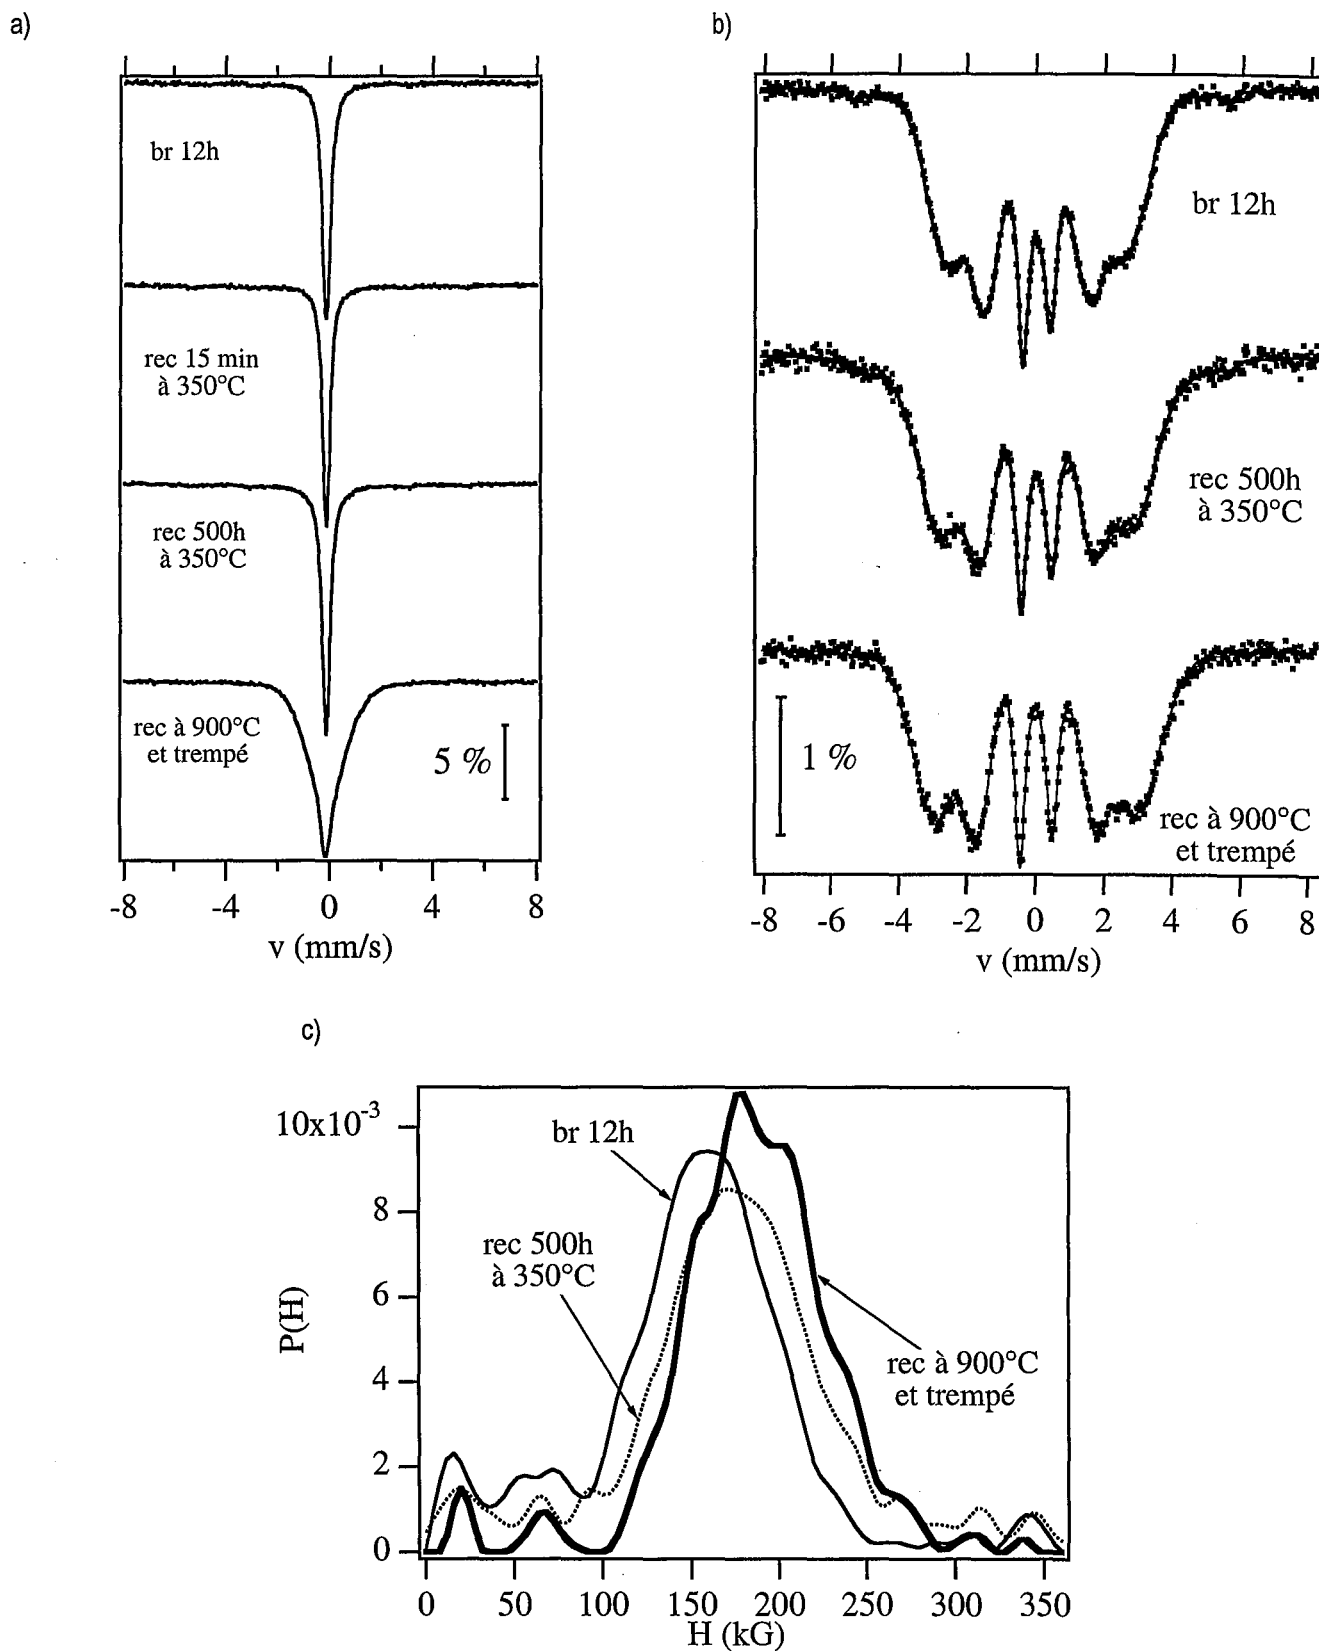 a)
br 12h
rec 15 min
à 350°C
rec 500h
à 350°C
rec à 900°C
et trempé
5 %
-8 -4 0 4 8
v (mm/s)
b)
br 12h
rec 500h
à 350°C
1 %
rec à 900°C
et trempé
-8 -6 -4 -2 0 2 4 6 8
v (mm/s)
c)
10x10-3
8
6
4
2
0
P(H)
br 12h
rec 500h
à 350°C
rec à 900°C
et trempé
0 50 100 150 200 250 300 350
H (kG)